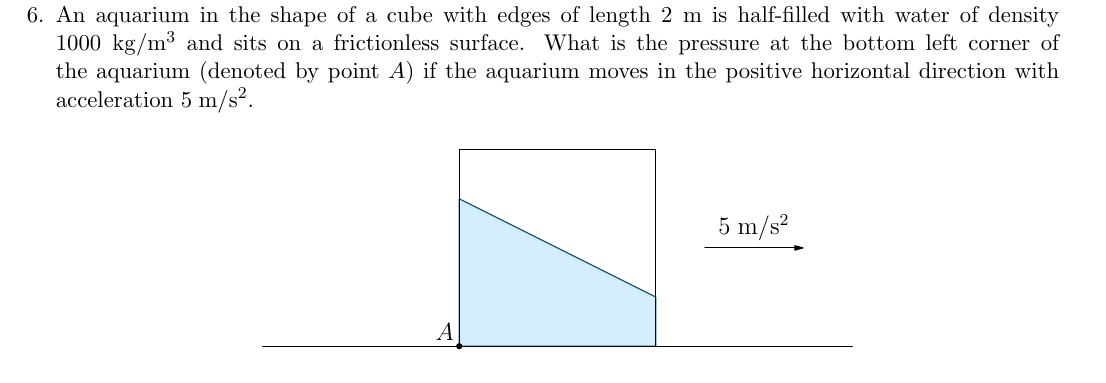 6. An aquarium in the shape of a cube with edges of length 2 m is half-filled with water of density
1000 kg/m³ and sits on a frictionless surface. What is the pressure at the bottom left corner of
the aquarium (denoted by point A) if the aquarium moves in the positive horizontal direction with
acceleration 5 m/s².
5 m/s²
A